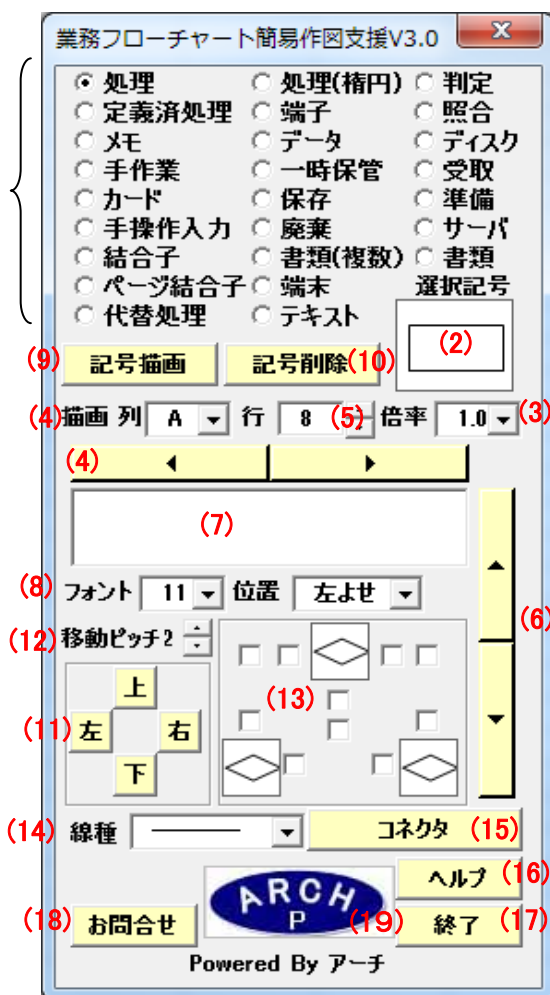 業務フローチャート簡易作図支援V3.0
処理 処理(楕円) 判定
定義済処理 端子 照合
メモ データ ディスク
手作業 一時保管 受取
カード 保存 準備
手操作入力 廃棄 サーバ
結合子 書類(複数) 書類
ページ結合子 端末 選択記号
代替処理 テキスト
(2)
(9) 記号描画 記号削除 (10)
(4) 描画 列 A 行 8 (5) 倍率 1.0 (3)
(4)
(7)
(8) フォント 11 位置 左よせ
(6)
(12) 移動ピッチ2
(13)
上
(11) 左 右
下
(14) 線種 コネクタ (15)
ヘルプ (16)
ARCH
P
(18) お問合せ (19) 終了 (17)
Powered By アーチ